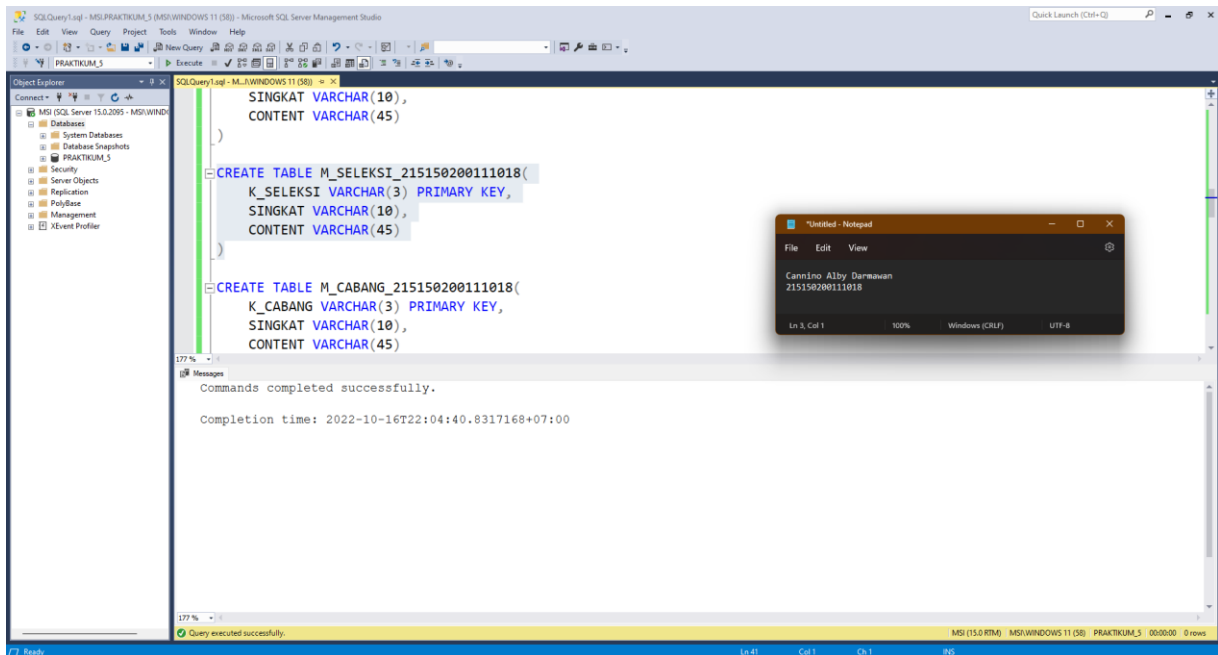 SQLQuery1.sql - MSI.PRAKTIKUM_5 (MSI\WINDOWS 11 (58)) - Microsoft SQL Server Management Studio
Quick Launch (Ctrl+Q)
File Edit View Query Project Tools Window Help
New Query
PRAKTIKUM_5
Execute
Object Explorer
SQLQuery1.sql - M...\WINDOWS 11 (58))
Connect
MSI (SQL Server 15.0.2095 - MSI\WIND
Databases
System Databases
Database Snapshots
PRAKTIKUM_5
Security
Server Objects
Replication
PolyBase
Management
XEvent Profiler
SINGKAT VARCHAR(10),
CONTENT VARCHAR(45)
)
CREATE TABLE M_SELEKSI_215150200111018(
K_SELEKSI VARCHAR(3) PRIMARY KEY,
SINGKAT VARCHAR(10),
CONTENT VARCHAR(45)
)
CREATE TABLE M_CABANG_215150200111018(
K_CABANG VARCHAR(3) PRIMARY KEY,
SINGKAT VARCHAR(10),
CONTENT VARCHAR(45)
*Untitled - Notepad
File Edit View
Cannino Alby Darmawan
215150200111018
Ln 3, Col 1 100% Windows (CRLF) UTF-8
177 %
Messages
Commands completed successfully.
Completion time: 2022-10-16T22:04:40.8317168+07:00
177 %
Query executed successfully.
MSI (15.0 RTM) MSI\WINDOWS 11 (58) PRAKTIKUM_5 00:00:00 0 rows
Ready Ln 41 Col 1 Ch 1 INS